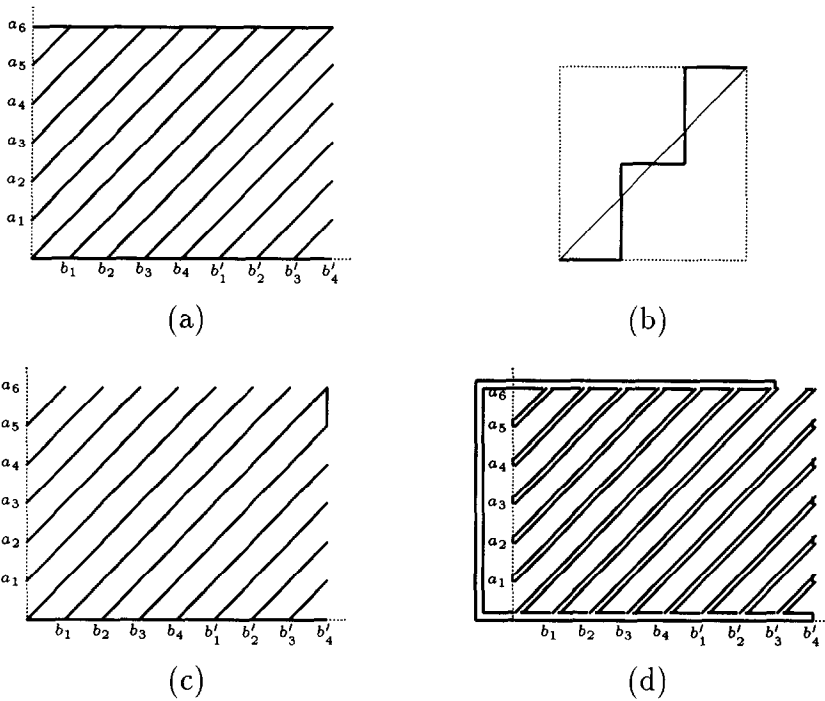 a₆
a₅
a₄
a₃
a₂
a₁
b₁ b₂ b₃ b₄ b′₁ b′₂ b′₃ b′₄
(a)
(b)
a₆
a₅
a₄
a₃
a₂
a₁
b₁ b₂ b₃ b₄ b′₁ b′₂ b′₃ b′₄
(c)
a₆
a₅
a₄
a₃
a₂
a₁
b₁ b₂ b₃ b₄ b′₁ b′₂ b′₃ b′₄
(d)